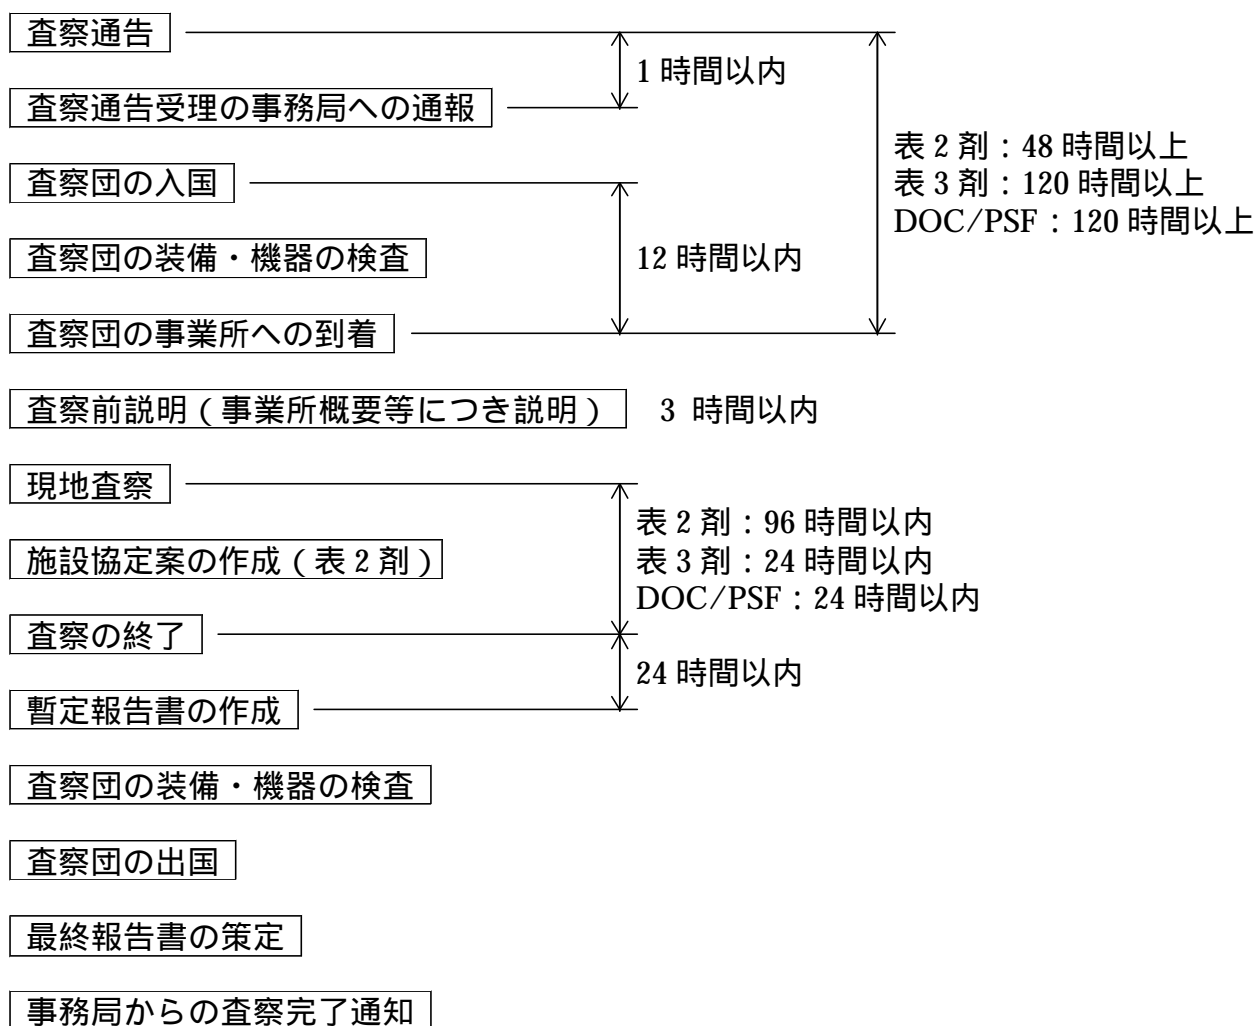 査察通告
1 時間以内
査察通告受理の事務局への通報
表 2 剤：48 時間以上
査察団の入国
表 3 剤：120 時間以上
DOC/PSF：120 時間以上
査察団の装備・機器の検査
12 時間以内
査察団の事業所への到着
査察前説明（事業所概要等につき説明）
3 時間以内
現地査察
表 2 剤：96 時間以内
施設協定案の作成（表 2 剤）
表 3 剤：24 時間以内
DOC/PSF：24 時間以内
査察の終了
24 時間以内
暫定報告書の作成
査察団の装備・機器の検査
査察団の出国
最終報告書の策定
事務局からの査察完了通知